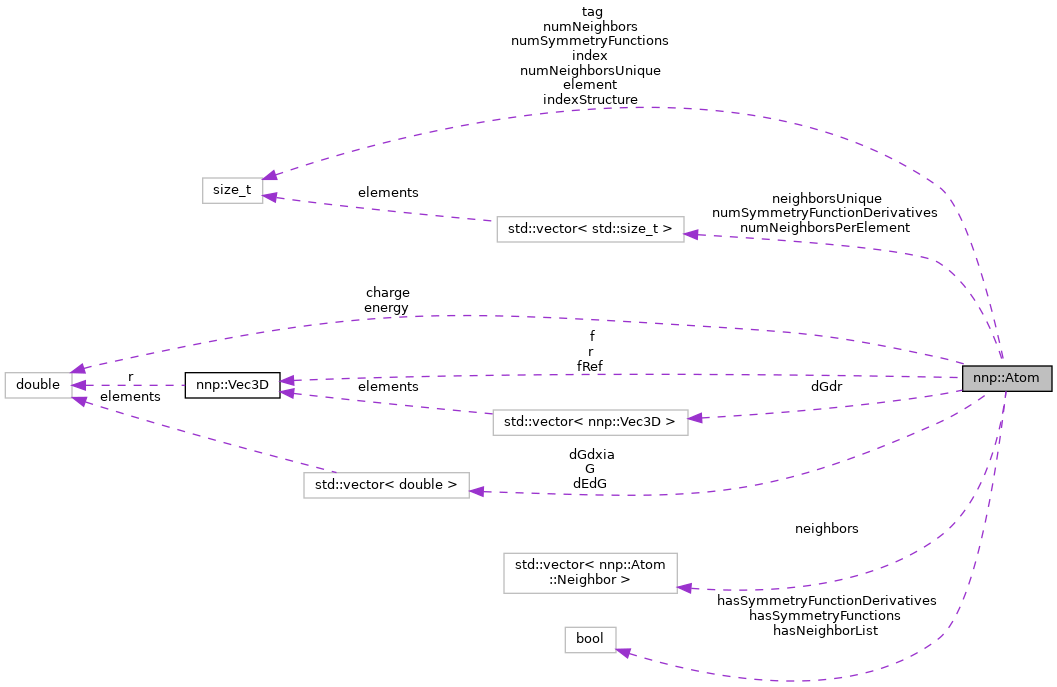 tag
numNeighbors
numSymmetryFunctions
index
numNeighborsUnique
element
indexStructure
size_t
elements
neighborsUnique
numSymmetryFunctionDerivatives
numNeighborsPerElement
std::vector< std::size_t >
charge
energy
f
r
fRef
nnp::Atom
double
r
nnp::Vec3D
elements
elements
dGdr
std::vector< nnp::Vec3D >
dGdxia
G
dEdG
std::vector< double >
neighbors
std::vector< nnp::Atom
::Neighbor >
hasSymmetryFunctionDerivatives
hasSymmetryFunctions
hasNeighborList
bool